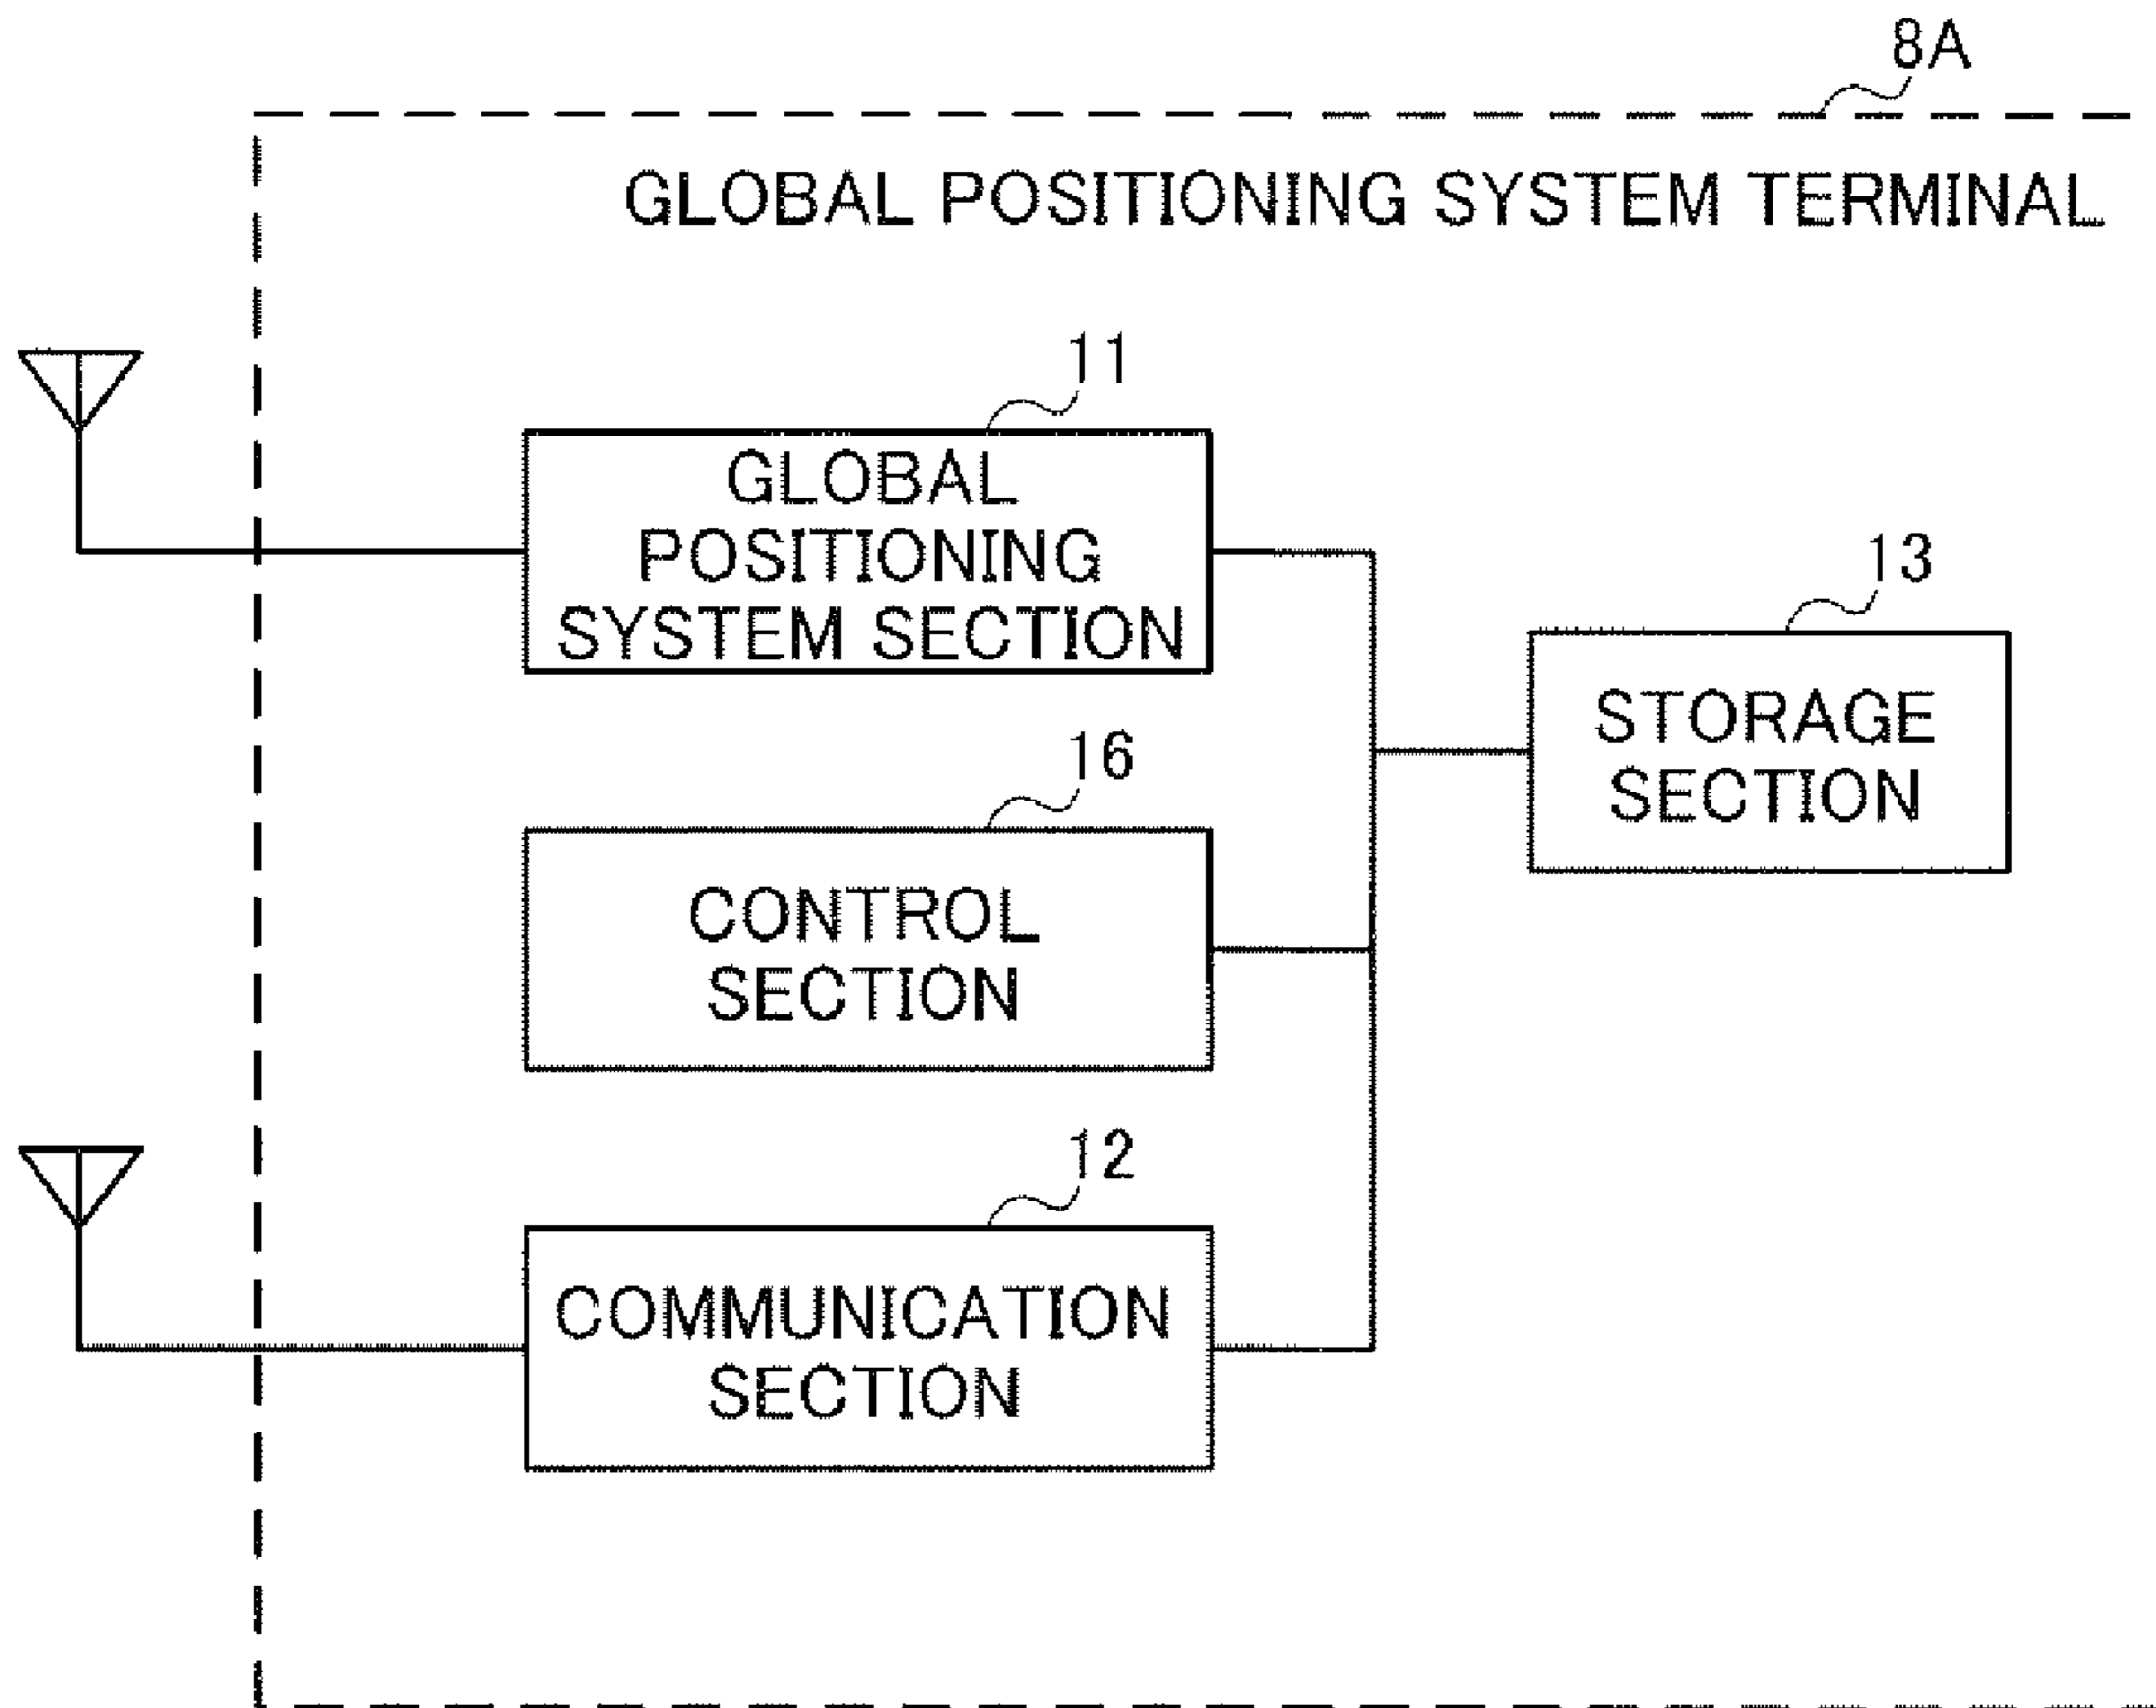 8A
GLOBAL POSITIONING SYSTEM TERMINAL
11
GLOBAL
POSITIONING
SYSTEM SECTION
13
STORAGE
SECTION
16
CONTROL
SECTION
12
COMMUNICATION
SECTION